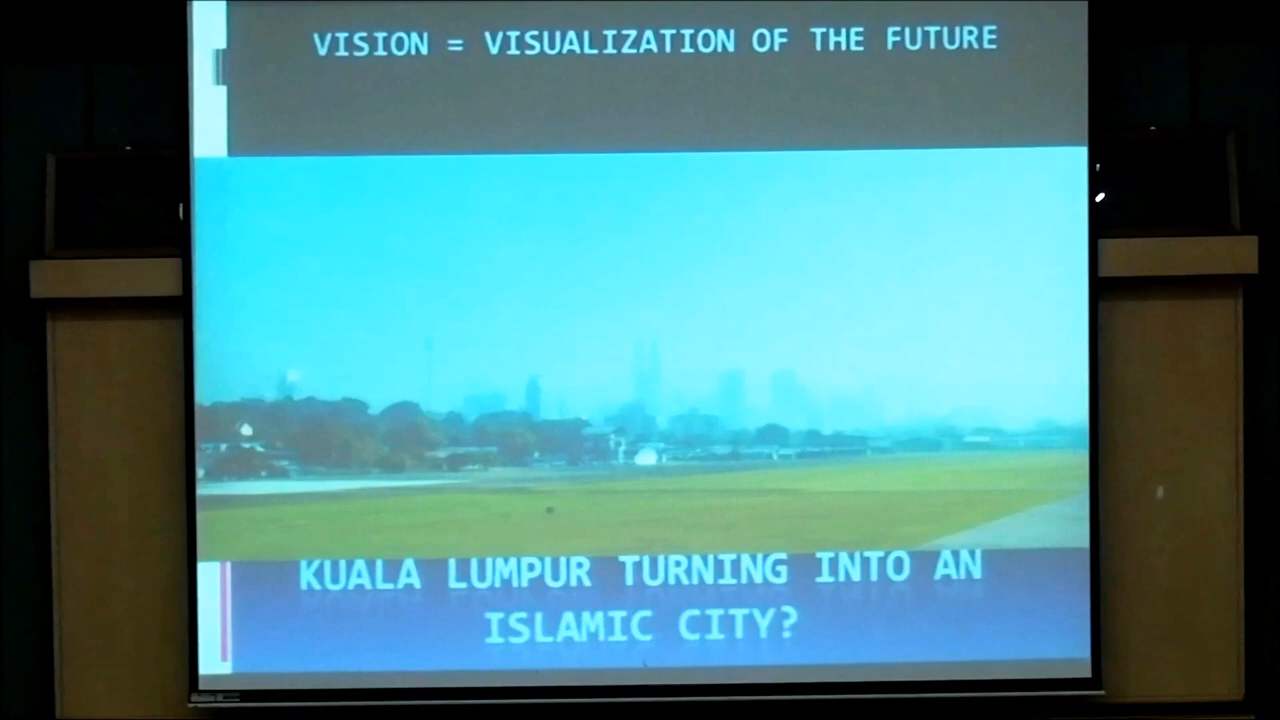 VISION = VISUALIZATION OF THE FUTURE
KUALA LUMPUR TURNING INTO AN
ISLAMIC CITY?